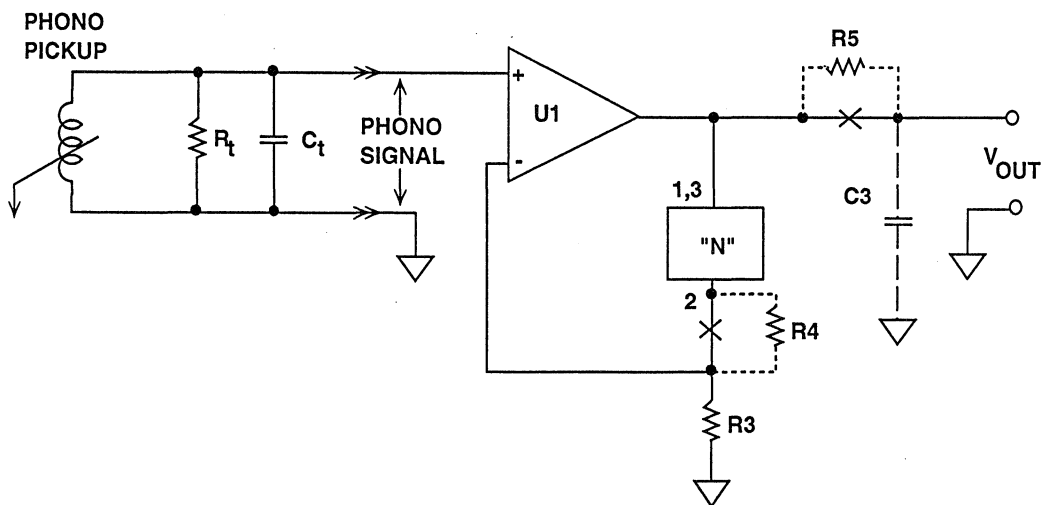 PHONO
PICKUP
Rt
Ct
PHONO
SIGNAL
+
-
U1
R5
1,3
"N"
2
R4
R3
C3
VOUT